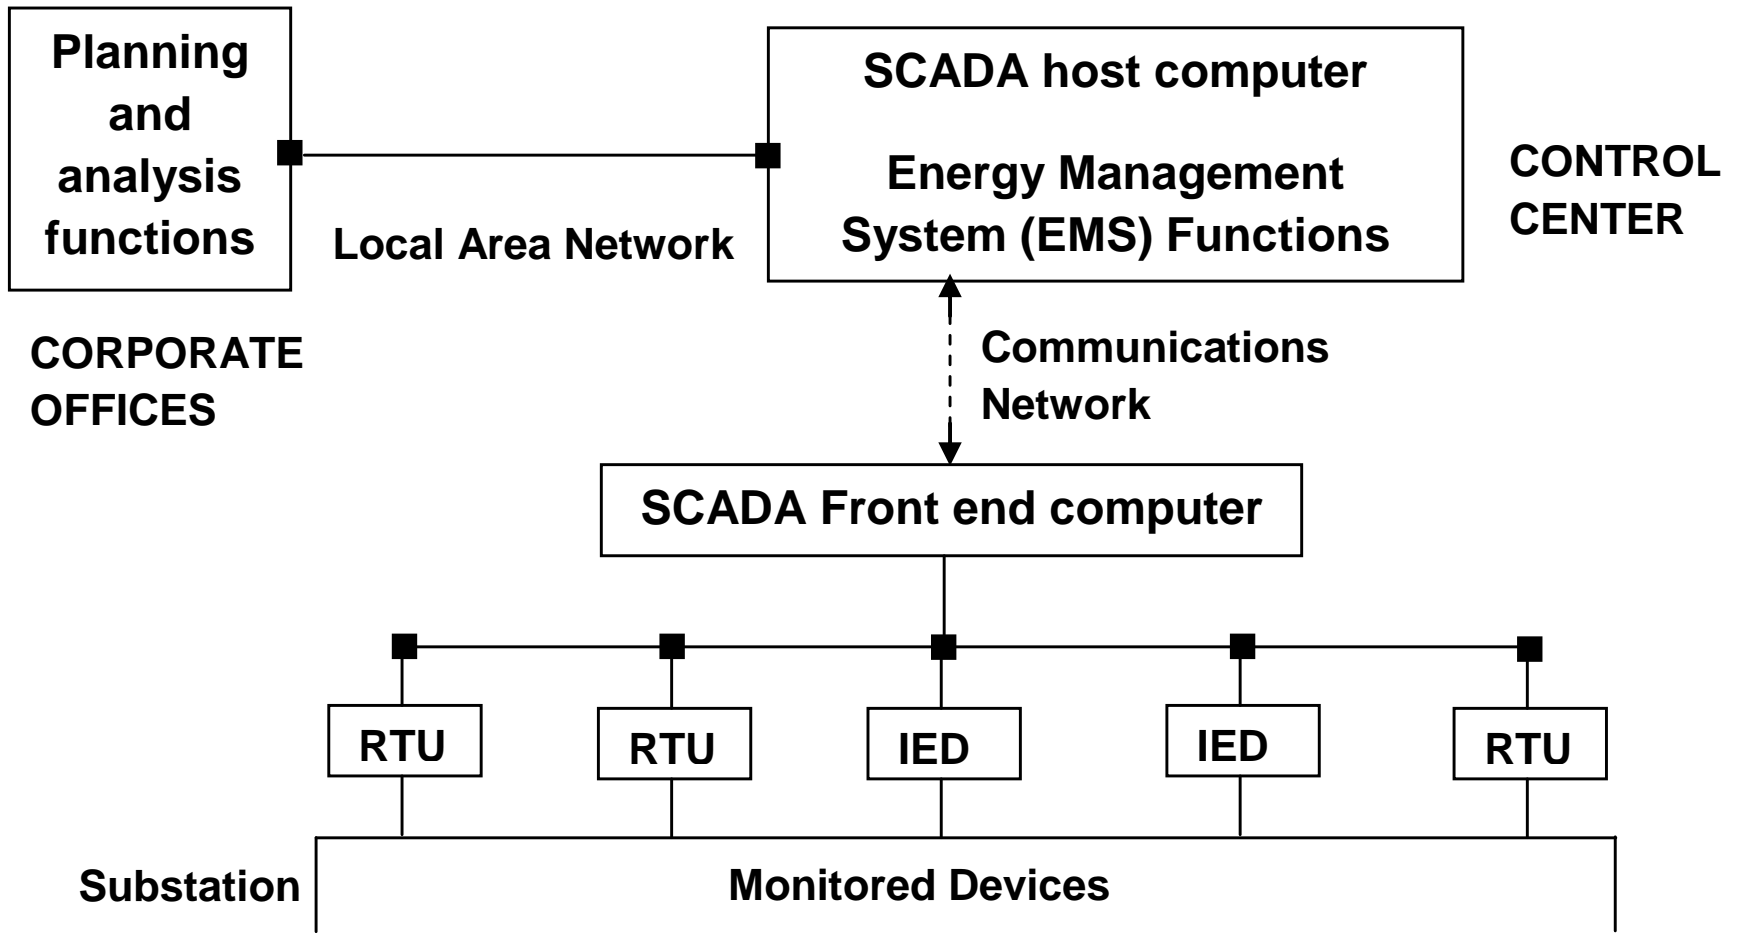 Planning
and
analysis
functions
SCADA host computer
Energy Management
System (EMS) Functions
CONTROL
CENTER
Local Area Network
CORPORATE
OFFICES
Communications
Network
SCADA Front end computer
RTU
RTU
IED
IED
RTU
Substation
Monitored Devices